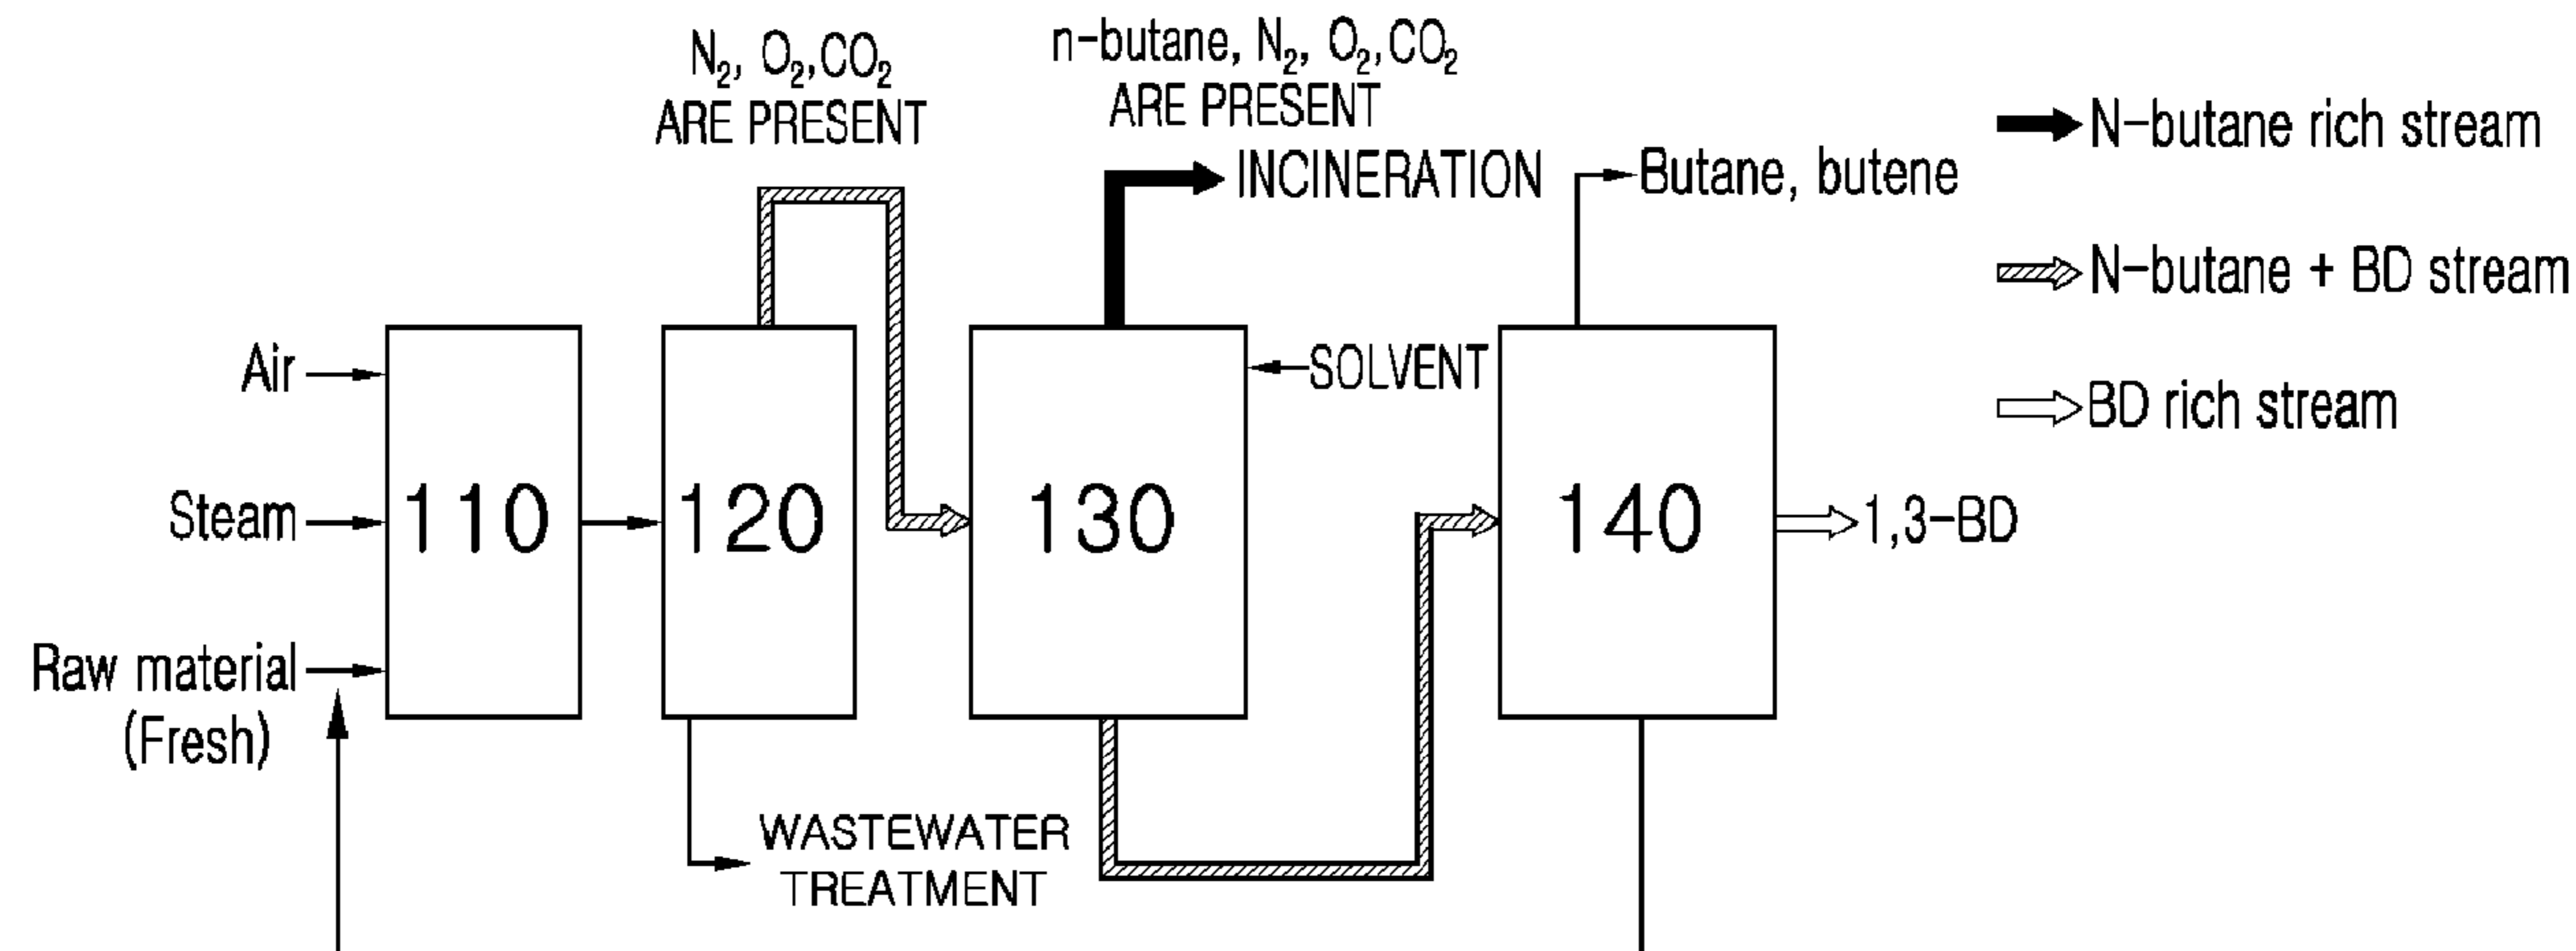 N₂, O₂,CO₂
ARE PRESENT
n-butane, N₂, O₂,CO₂
ARE PRESENT
INCINERATION
Butane, butene
N-butane rich stream
N-butane + BD stream
BD rich stream
Air
Steam
Raw material
(Fresh)
110
120
130
140
SOLVENT
1,3-BD
WASTEWATER
TREATMENT